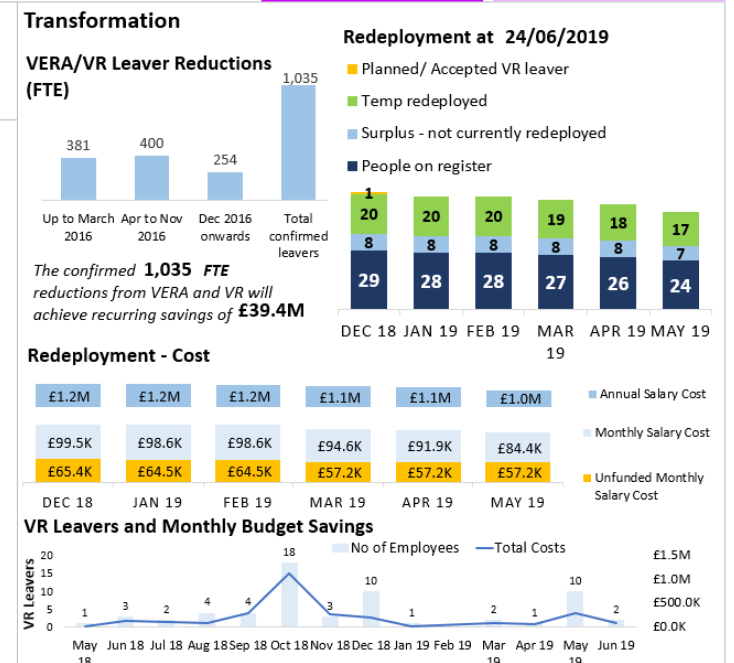 Transformation
VERA/VR Leaver Reductions
(FTE)
381
400
254
1,035
Up to March
2016
Apr to Nov
2016
Dec 2016
onwards
Total
confirmed
leavers
The confirmed 1,035 FTE
reductions from VERA and VR will
achieve recurring savings of £39.4M
Redeployment at 24/06/2019
Planned/ Accepted VR leaver
Temp redeployed
Surplus - not currently redeployed
People on register
1
20 20 20 19 18 17
8 8 8 8 8 7
29 28 28 27 26 24
DEC 18 JAN 19 FEB 19 MAR 19 APR 19 MAY 19
Redeployment - Cost
£1.2M £1.2M £1.2M £1.1M £1.1M £1.0M
£99.5K £98.6K £98.6K £94.6K £91.9K £84.4K
£65.4K £64.5K £64.5K £57.2K £57.2K £57.2K
DEC 18 JAN 19 FEB 19 MAR 19 APR 19 MAY 19
Annual Salary Cost
Monthly Salary Cost
Unfunded Monthly
Salary Cost
VR Leavers and Monthly Budget Savings
No of Employees Total Costs
VR Leavers
20
15
10
5
0
1 3 2 4 4 18 3 10 1 2 1 10 2
£1.5M
£1.0M
£500.0K
£0.0K
May 18 Jun 18 Jul 18 Aug 18 Sep 18 Oct 18 Nov 18 Dec 18 Jan 19 Feb 19 Mar 19 Apr 19 May 19 Jun 19